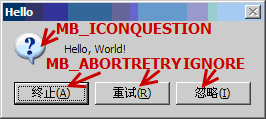 Hello
MB_ICONQUESTION
Hello, World!
MB_ABORTRETRYIGNORE
终止(A) 重试(R) 忽略(I)